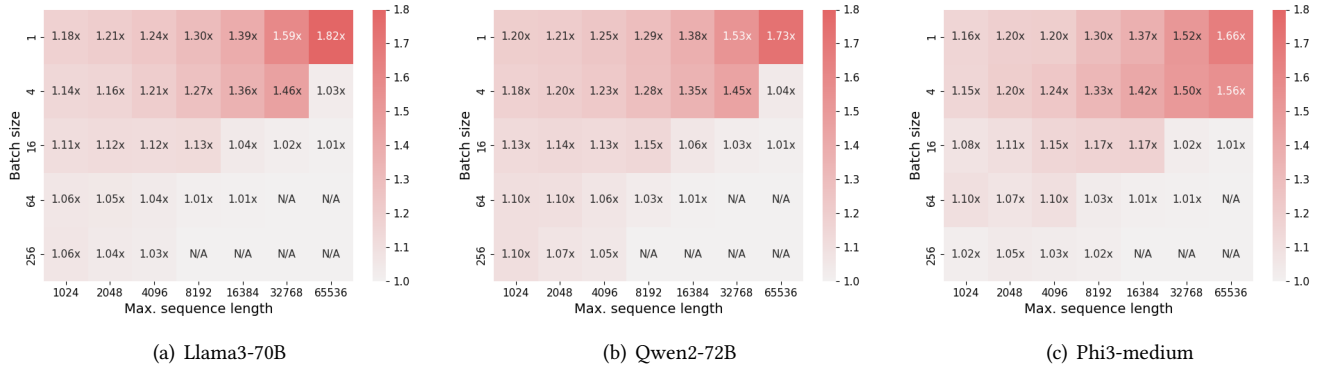 1 1.18x 1.21x 1.24x 1.30x 1.39x 1.59x 1.82x
4 1.14x 1.16x 1.21x 1.27x 1.36x 1.46x 1.03x
16 1.11x 1.12x 1.12x 1.13x 1.04x 1.02x 1.01x
64 1.06x 1.05x 1.04x 1.01x 1.01x N/A N/A
256 1.06x 1.04x 1.03x N/A N/A N/A N/A
1024 2048 4096 8192 16384 32768 65536
Max. sequence length
Batch size
1.8
1.7
1.6
1.5
1.4
1.3
1.2
1.1
1.0
(a) Llama3-70B
1 1.20x 1.21x 1.25x 1.29x 1.38x 1.53x 1.73x
4 1.18x 1.20x 1.23x 1.28x 1.35x 1.45x 1.04x
16 1.13x 1.14x 1.13x 1.15x 1.06x 1.03x 1.01x
64 1.10x 1.10x 1.06x 1.03x 1.01x N/A N/A
256 1.10x 1.07x 1.05x N/A N/A N/A N/A
1024 2048 4096 8192 16384 32768 65536
Max. sequence length
Batch size
1.8
1.7
1.6
1.5
1.4
1.3
1.2
1.1
1.0
(b) Qwen2-72B
1 1.16x 1.20x 1.20x 1.30x 1.37x 1.52x 1.66x
4 1.15x 1.20x 1.24x 1.33x 1.42x 1.50x 1.56x
16 1.08x 1.11x 1.15x 1.17x 1.17x 1.02x 1.01x
64 1.10x 1.07x 1.10x 1.03x 1.01x 1.01x N/A
256 1.02x 1.05x 1.03x 1.02x N/A N/A N/A
1024 2048 4096 8192 16384 32768 65536
Max. sequence length
Batch size
1.8
1.7
1.6
1.5
1.4
1.3
1.2
1.1
1.0
(c) Phi3-medium